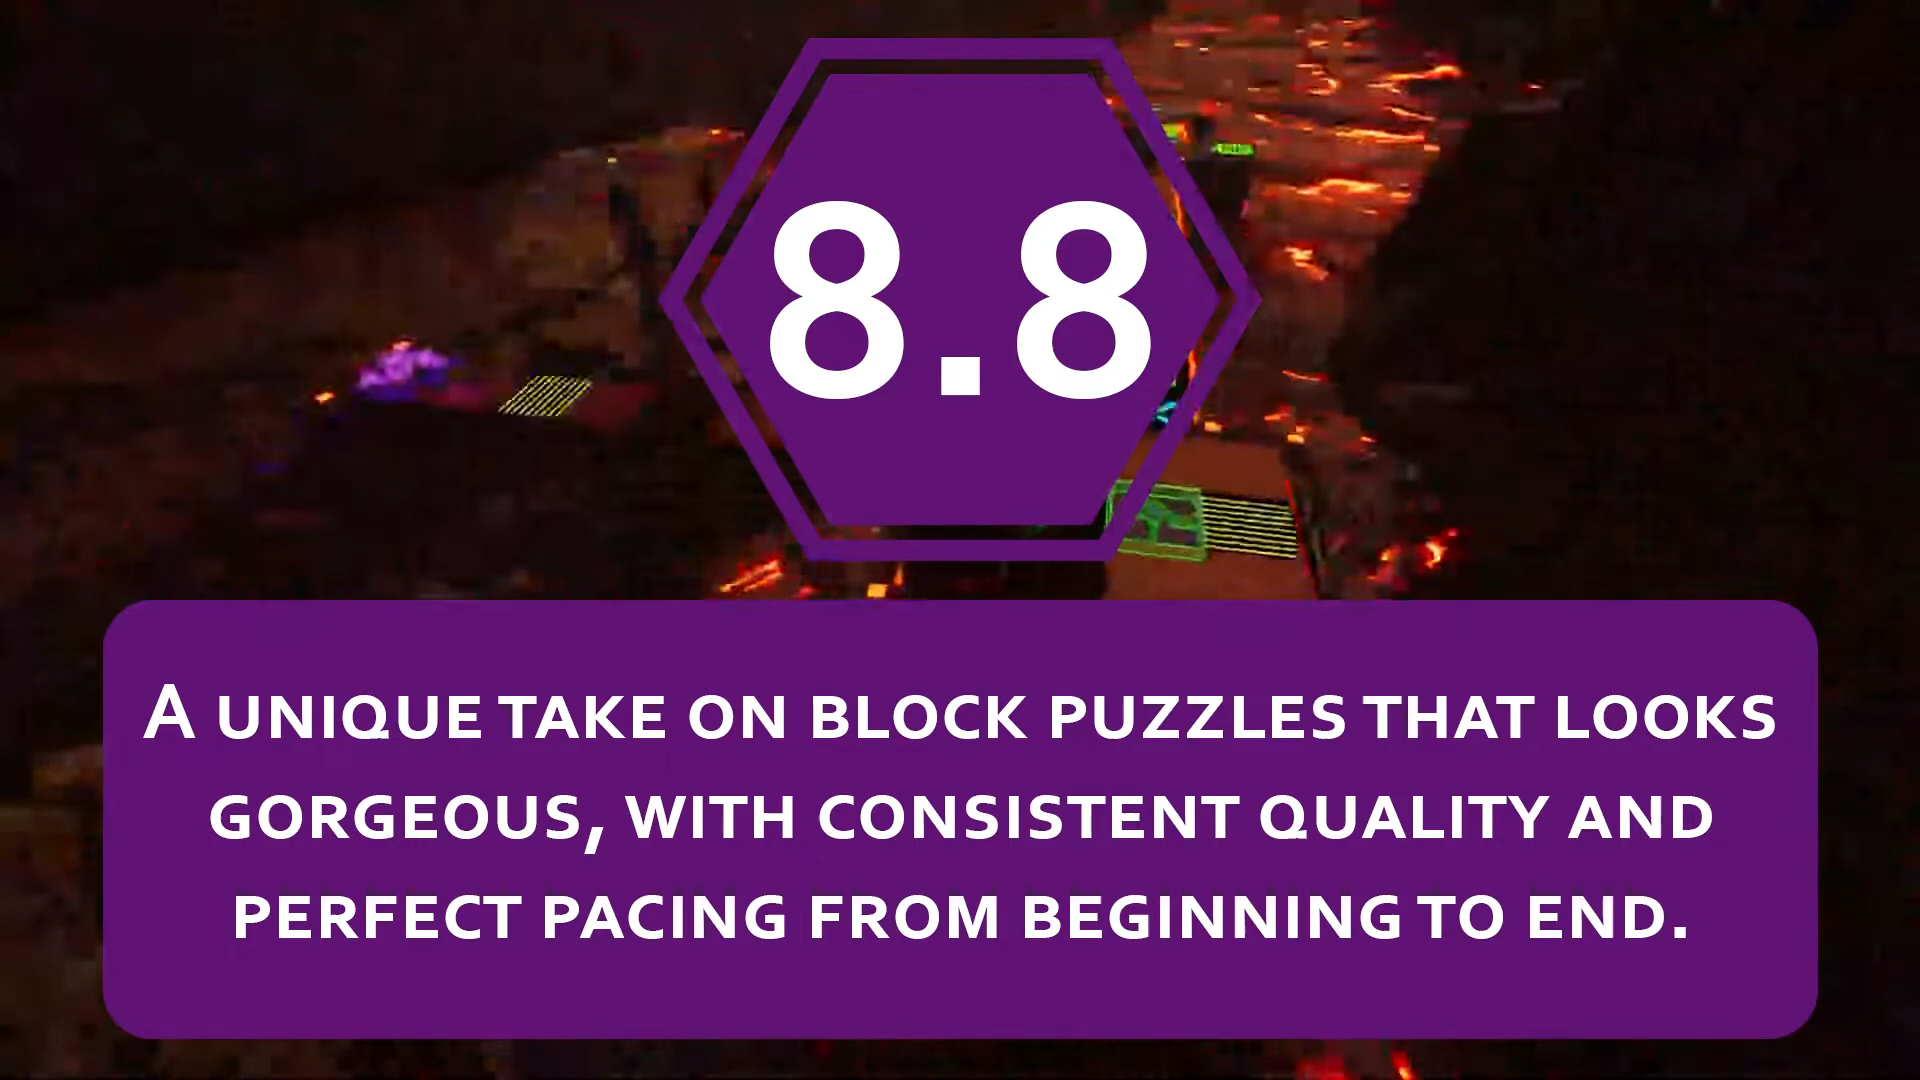 8.8
A UNIQUE TAKE ON BLOCK PUZZLES THAT LOOKS
GORGEOUS, WITH CONSISTENT QUALITY AND
PERFECT PACING FROM BEGINNING TO END.